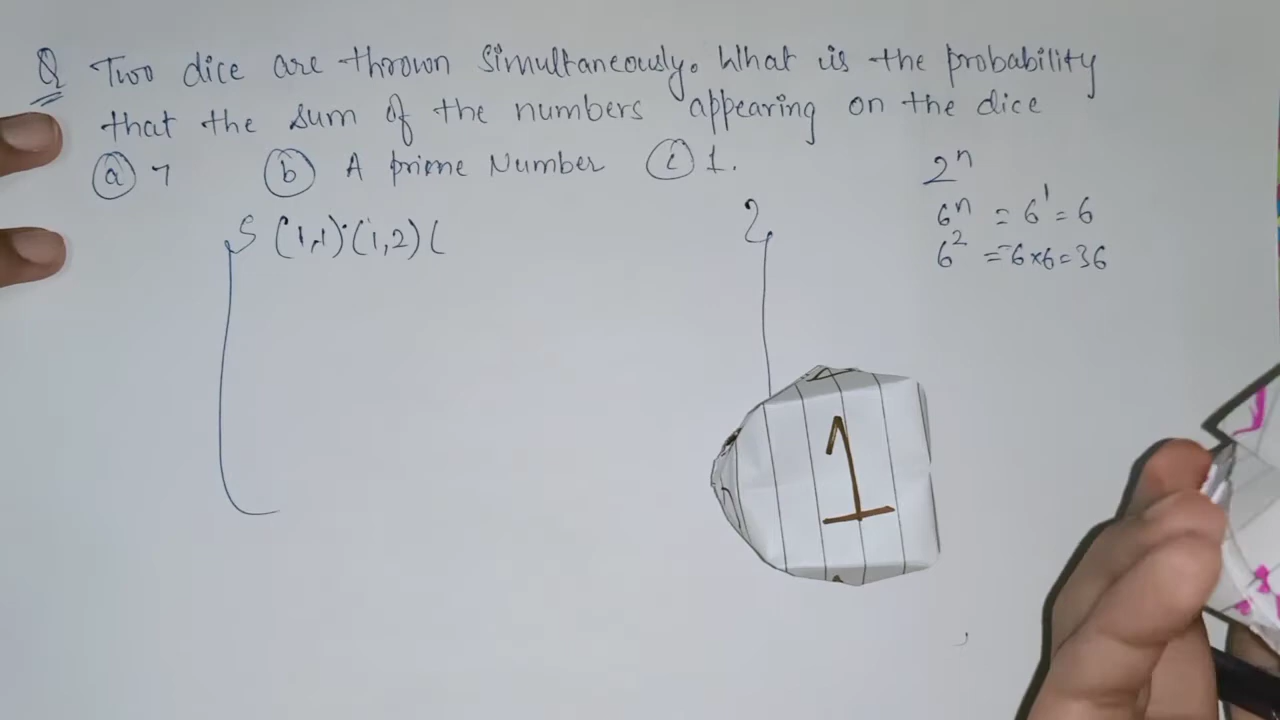 Q Two dice are thrown simultaneously. What is the probability
that the sum of the numbers appearing on the dice
(a) 7 (b) A prime Number (c) 1.
2^n
6^n = 6^1 = 6
6^2 = 6×6=36
{ (1,1) (1,2) ( }
1